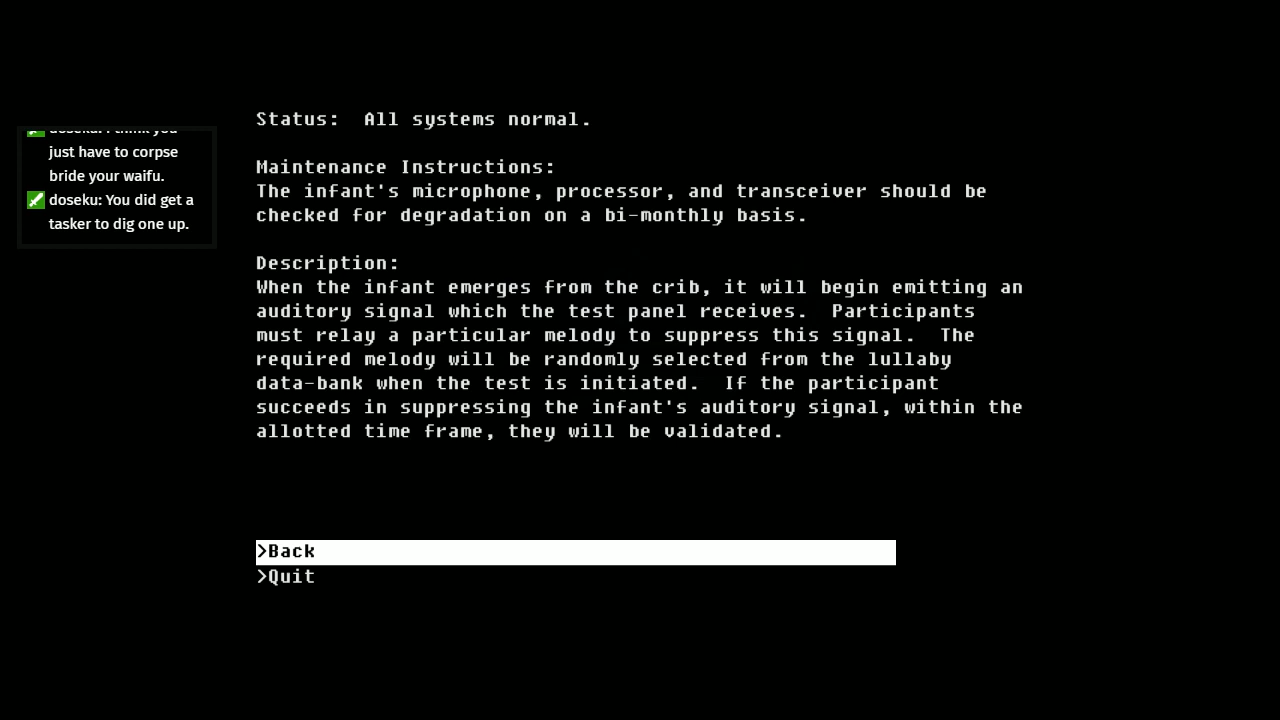 doseku: I think you
just have to corpse
bride your waifu.
doseku: You did get a
tasker to dig one up.
Status:  All systems normal.
Maintenance Instructions:
The infant's microphone, processor, and transceiver should be
checked for degradation on a bi-monthly basis.
Description:
When the infant emerges from the crib, it will begin emitting an
auditory signal which the test panel receives.  Participants
must relay a particular melody to suppress this signal.  The
required melody will be randomly selected from the lullaby
data-bank when the test is initiated.  If the participant
succeeds in suppressing the infant's auditory signal, within the
allotted time frame, they will be validated.
>Back
>Quit